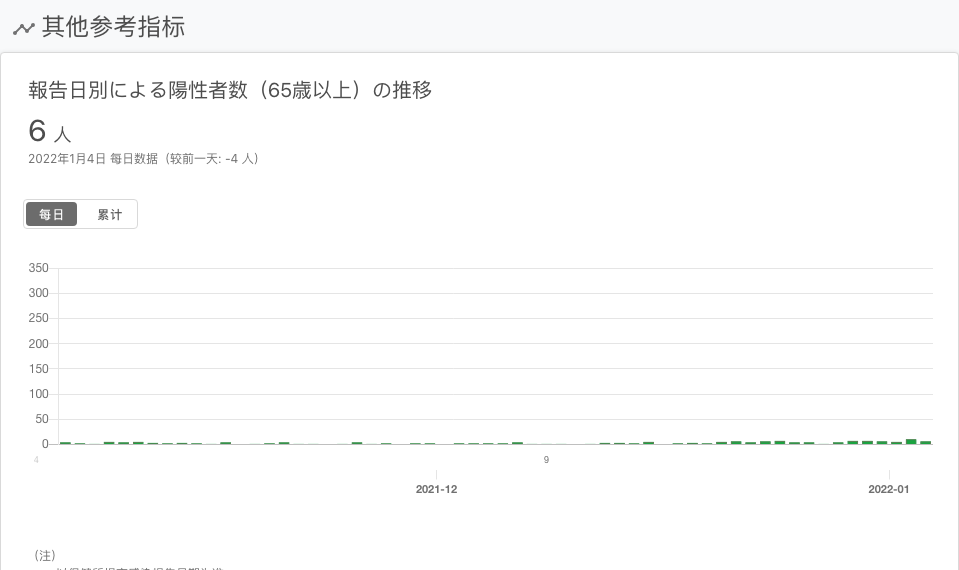 其他参考指标
報告日別による陽性者数（65歳以上）の推移
6 人
2022年1月4日 每日数据（较前一天: -4 人）
每日 累计
350
300
250
200
150
100
50
0
4 9
2021-12 2022-01
（注）